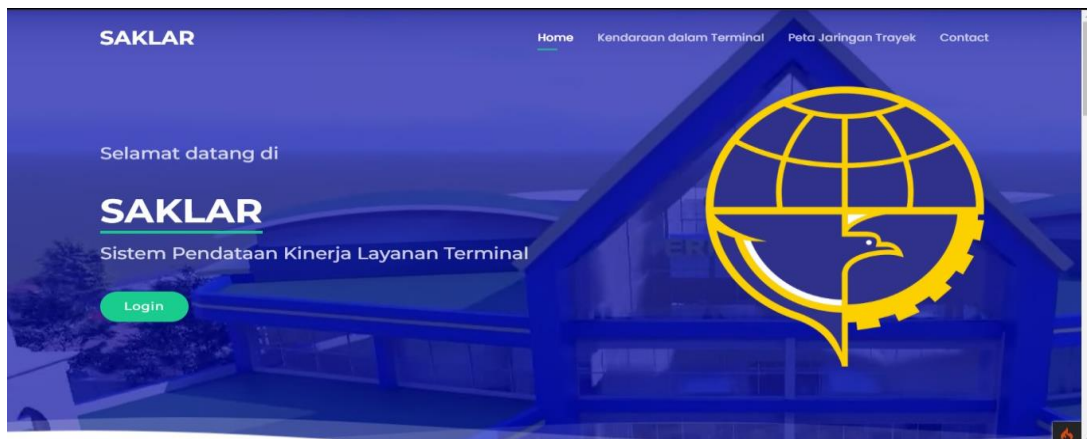 SAKLAR
Home Kendaraan dalam Terminal Peta Jaringan Trayek Contact
Selamat datang di
SAKLAR
Sistem Pendataan Kinerja Layanan Terminal
Login